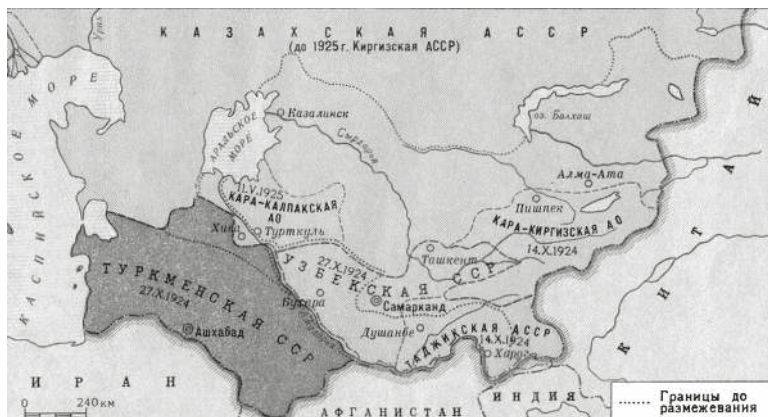 КАЗАХСКАЯ АССР
(до 1925 г. Киргизская АССР)
Урал
КАСПИЙСКОЕ МОРЕ
АРАЛЬСКОЕ
МОРЕ
Казалинск
Сырдарья
оз. Балхаш
Алма-Ата
Пишпек
КАРА-КИРГИЗСКАЯ АО
14.X.1924
11.V.1925
КАРА-КАЛПАКСКАЯ
АО
Турткуль
Хива
Ташкент
УЗБЕКСКАЯ ССР
27.X.1924
Бухара
Самарканд
ТУРКМЕНСКАЯ ССР
27.X.1924
Ашхабад
Душанбе
ТАДЖИКСКАЯ АССР
14.X.1924
Харог
КИТАЙ
ИРАН
АФГАНИСТАН
ИНДИЯ
0 240 км
Границы до
размежевания